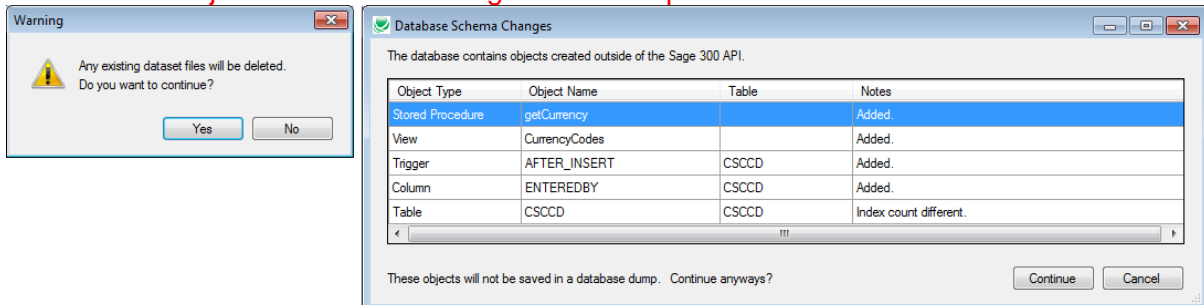 Warning
Any existing dataset files will be deleted.
Do you want to continue?
Yes No
Database Schema Changes
The database contains objects created outside of the Sage 300 API.
Object Type Object Name Table Notes
Stored Procedure getCurrency Added.
View CurrencyCodes Added.
Trigger AFTER_INSERT CSCCD Added.
Column ENTEREDBY CSCCD Added.
Table CSCCD CSCCD Index count different.
These objects will not be saved in a database dump. Continue anyways?
Continue Cancel